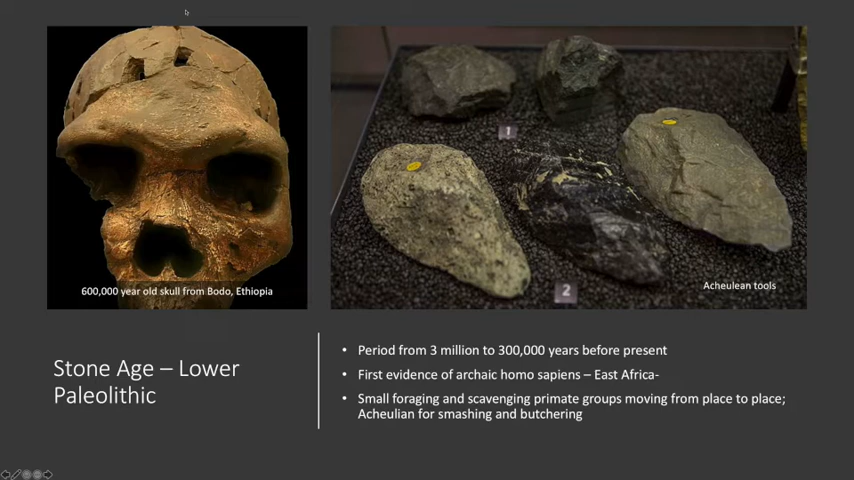 600,000 year old skull from Bodo, Ethiopia
1
2
Acheulean tools
Stone Age – Lower
Paleolithic
• Period from 3 million to 300,000 years before present
• First evidence of archaic homo sapiens – East Africa-
• Small foraging and scavenging primate groups moving from place to place;
Acheulian for smashing and butchering